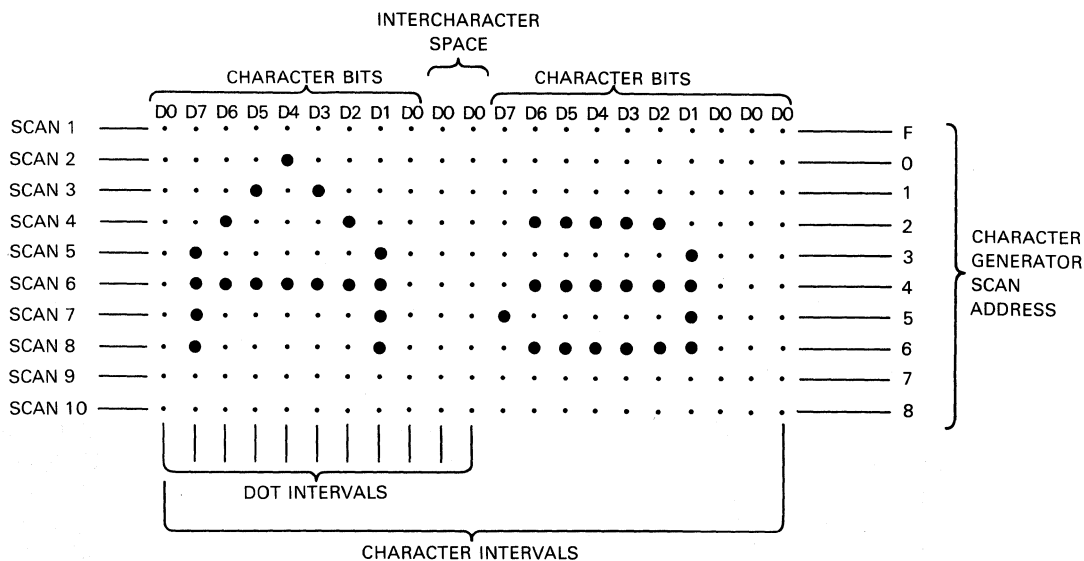 INTERCHARACTER
SPACE
CHARACTER BITS
CHARACTER BITS
D0 D7 D6 D5 D4 D3 D2 D1 D0 D0 D0 D7 D6 D5 D4 D3 D2 D1 D0 D0 D0
SCAN 1 F
SCAN 2 0
SCAN 3 1
SCAN 4 2
SCAN 5 3
SCAN 6 4
SCAN 7 5
SCAN 8 6
SCAN 9 7
SCAN 10 8
CHARACTER
GENERATOR
SCAN
ADDRESS
DOT INTERVALS
CHARACTER INTERVALS